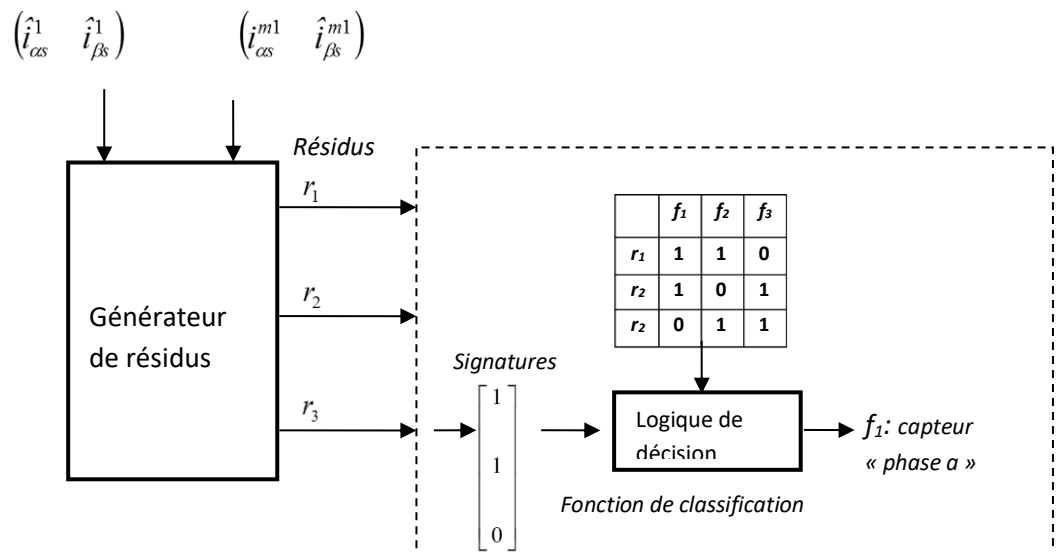 (î¹αs î¹βs) (i^m1αs î^m1βs)
Résidus
r₁
r₂
r₃
Générateur
de résidus
f₁ f₂ f₃
r₁ 1 1 0
r₂ 1 0 1
r₂ 0 1 1
Signatures
1
1
0
Logique de
décision
f₁: capteur
« phase a »
Fonction de classification